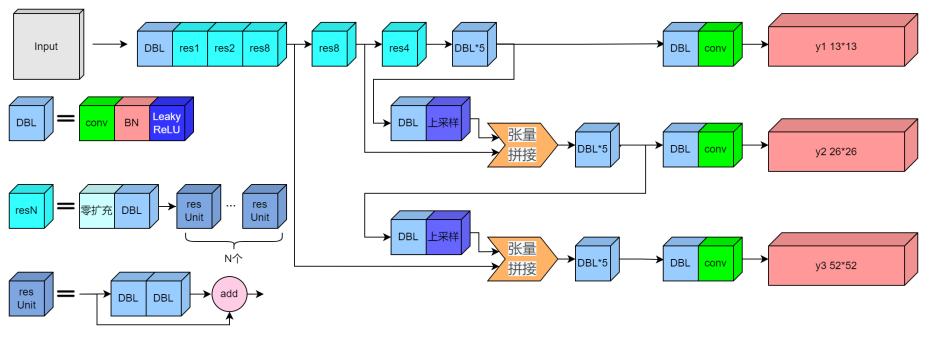 Input
DBL
res1
res2
res8
res8
res4
DBL*5
DBL
conv
y1 13*13
DBL
=
conv
BN
Leaky
ReLU
DBL
上采样
张量
拼接
DBL*5
DBL
conv
y2 26*26
resN
=
零扩充
DBL
res
Unit
...
res
Unit
N个
DBL
上采样
张量
拼接
DBL*5
DBL
conv
y3 52*52
res
Unit
=
DBL
DBL
add